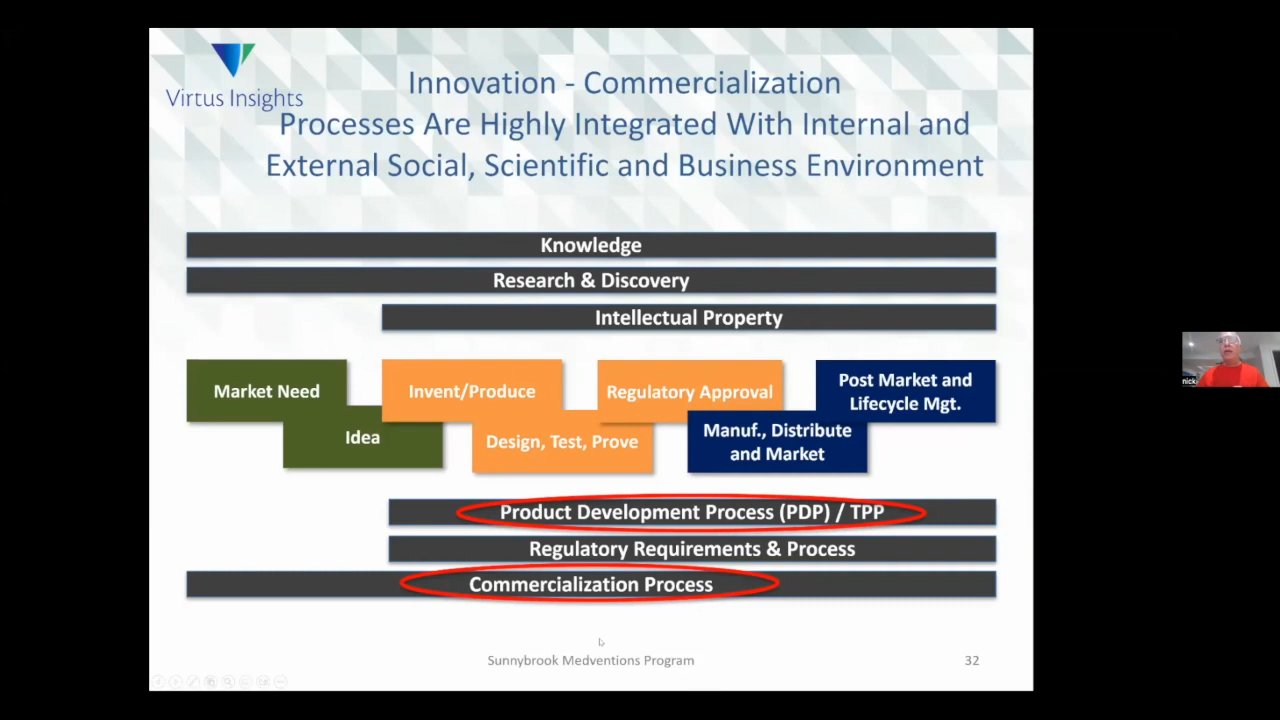 Virtus Insights
Innovation - Commercialization
Processes Are Highly Integrated With Internal and
External Social, Scientific and Business Environment
Knowledge
Research & Discovery
Intellectual Property
Market Need
Idea
Invent/Produce
Design, Test, Prove
Regulatory Approval
Manuf., Distribute
and Market
Post Market and
Lifecycle Mgt.
Product Development Process (PDP) / TPP
Regulatory Requirements & Process
Commercialization Process
Sunnybrook Medventions Program
32
nick